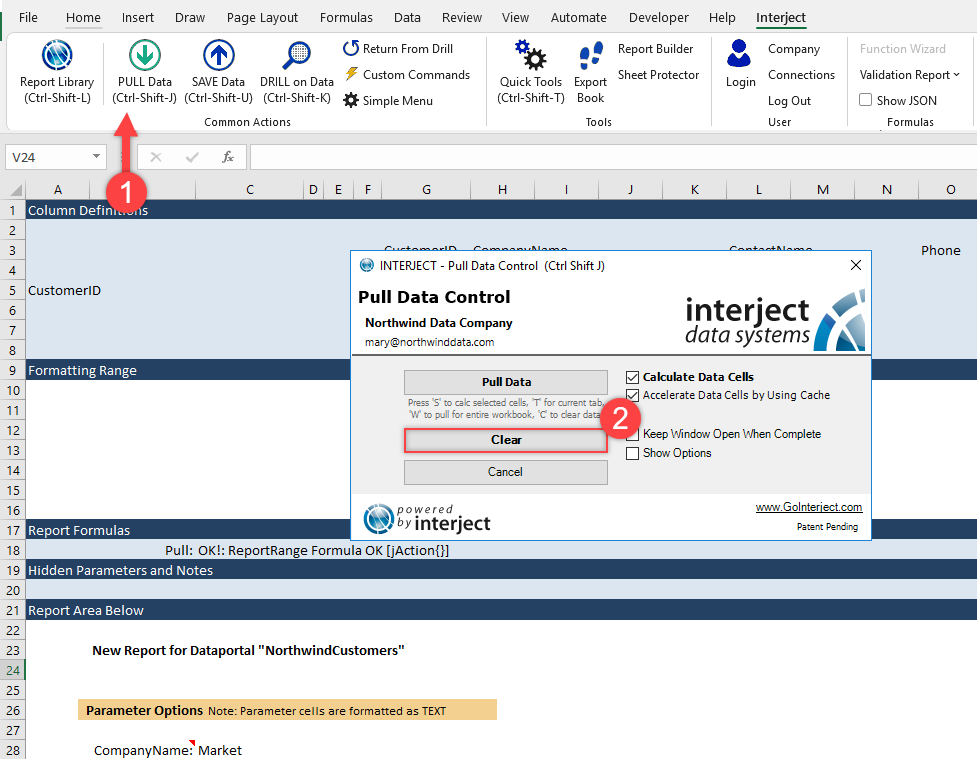 File Home Insert Draw Page Layout Formulas Data Review View Automate Developer Help Interject
Report Library (Ctrl-Shift-L)
PULL Data (Ctrl-Shift-J)
SAVE Data (Ctrl-Shift-U)
DRILL on Data (Ctrl-Shift-K)
Return From Drill
Custom Commands
Simple Menu
Common Actions
Quick Tools (Ctrl-Shift-T)
Export Book
Report Builder
Sheet Protector
Tools
Login
Company
Connections
Log Out
User
Function Wizard
Validation Report
Show JSON
Formulas
V24
fx
1
A C D E F G H I J K L M N O
1 Column Definitions
2
3 CustomerID CompanyName ContactName Phone
4
5 CustomerID
6
7
8
9 Formatting Range
10
11
12
13
14
15
16
17 Report Formulas
18 Pull: OK!: ReportRange Formula OK [jAction{}]
19 Hidden Parameters and Notes
20
21 Report Area Below
22
23 New Report for Dataportal "NorthwindCustomers"
24
25
26 Parameter Options Note: Parameter cells are formatted as TEXT
27
28 CompanyName: Market
INTERJECT - Pull Data Control (Ctrl Shift J)
Pull Data Control
Northwind Data Company
mary@northwinddata.com
interject
data systems
Pull Data
Press 'S' to calc selected cells, 'T' for current tab,
'W' to pull for entire workbook, 'C' to clear data
Clear
Cancel
2
Calculate Data Cells
Accelerate Data Cells by Using Cache
Keep Window Open When Complete
Show Options
powered
by interject
www.GoInterject.com
Patent Pending